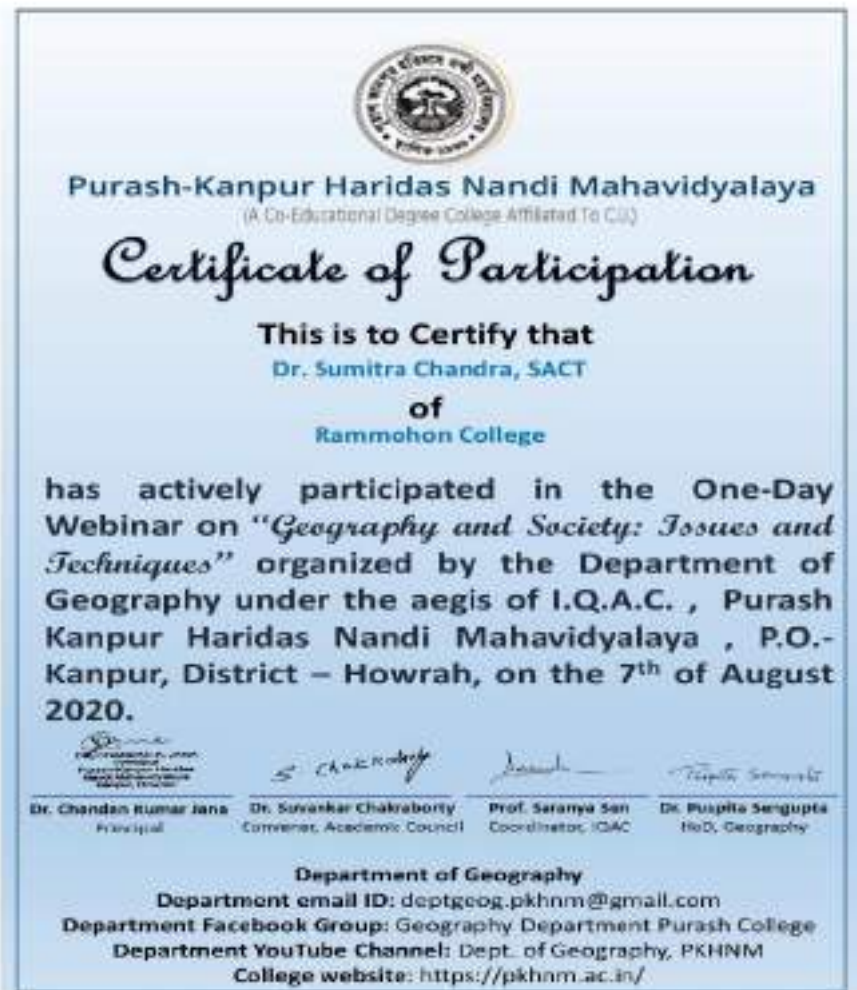 Purash-Kanpur Haridas Nandi Mahavidyalaya
(A Co-Educational Degree College Affiliated To C.U.)
Certificate of Participation
This is to Certify that
Dr. Sumitra Chandra, SACT
of
Rammohon College
has actively participated in the One-Day
Webinar on "Geography and Society: Issues and
Techniques" organized by the Department of
Geography under the aegis of I.Q.A.C. , Purash
Kanpur Haridas Nandi Mahavidyalaya , P.O.-
Kanpur, District – Howrah, on the 7th of August
2020.
S Chakraborty
Dr. Chandan Kumar Jana Dr. Suvankar Chakraborty Prof. Saranya Sen Dr. Puspita Sengupta
Principal Convener, Academic Council Coordinator, IQAC HoD, Geography
Department of Geography
Department email ID: deptgeog.pkhnm@gmail.com
Department Facebook Group: Geography Department Purash College
Department YouTube Channel: Dept. of Geography, PKHNM
College website: https://pkhnm.ac.in/